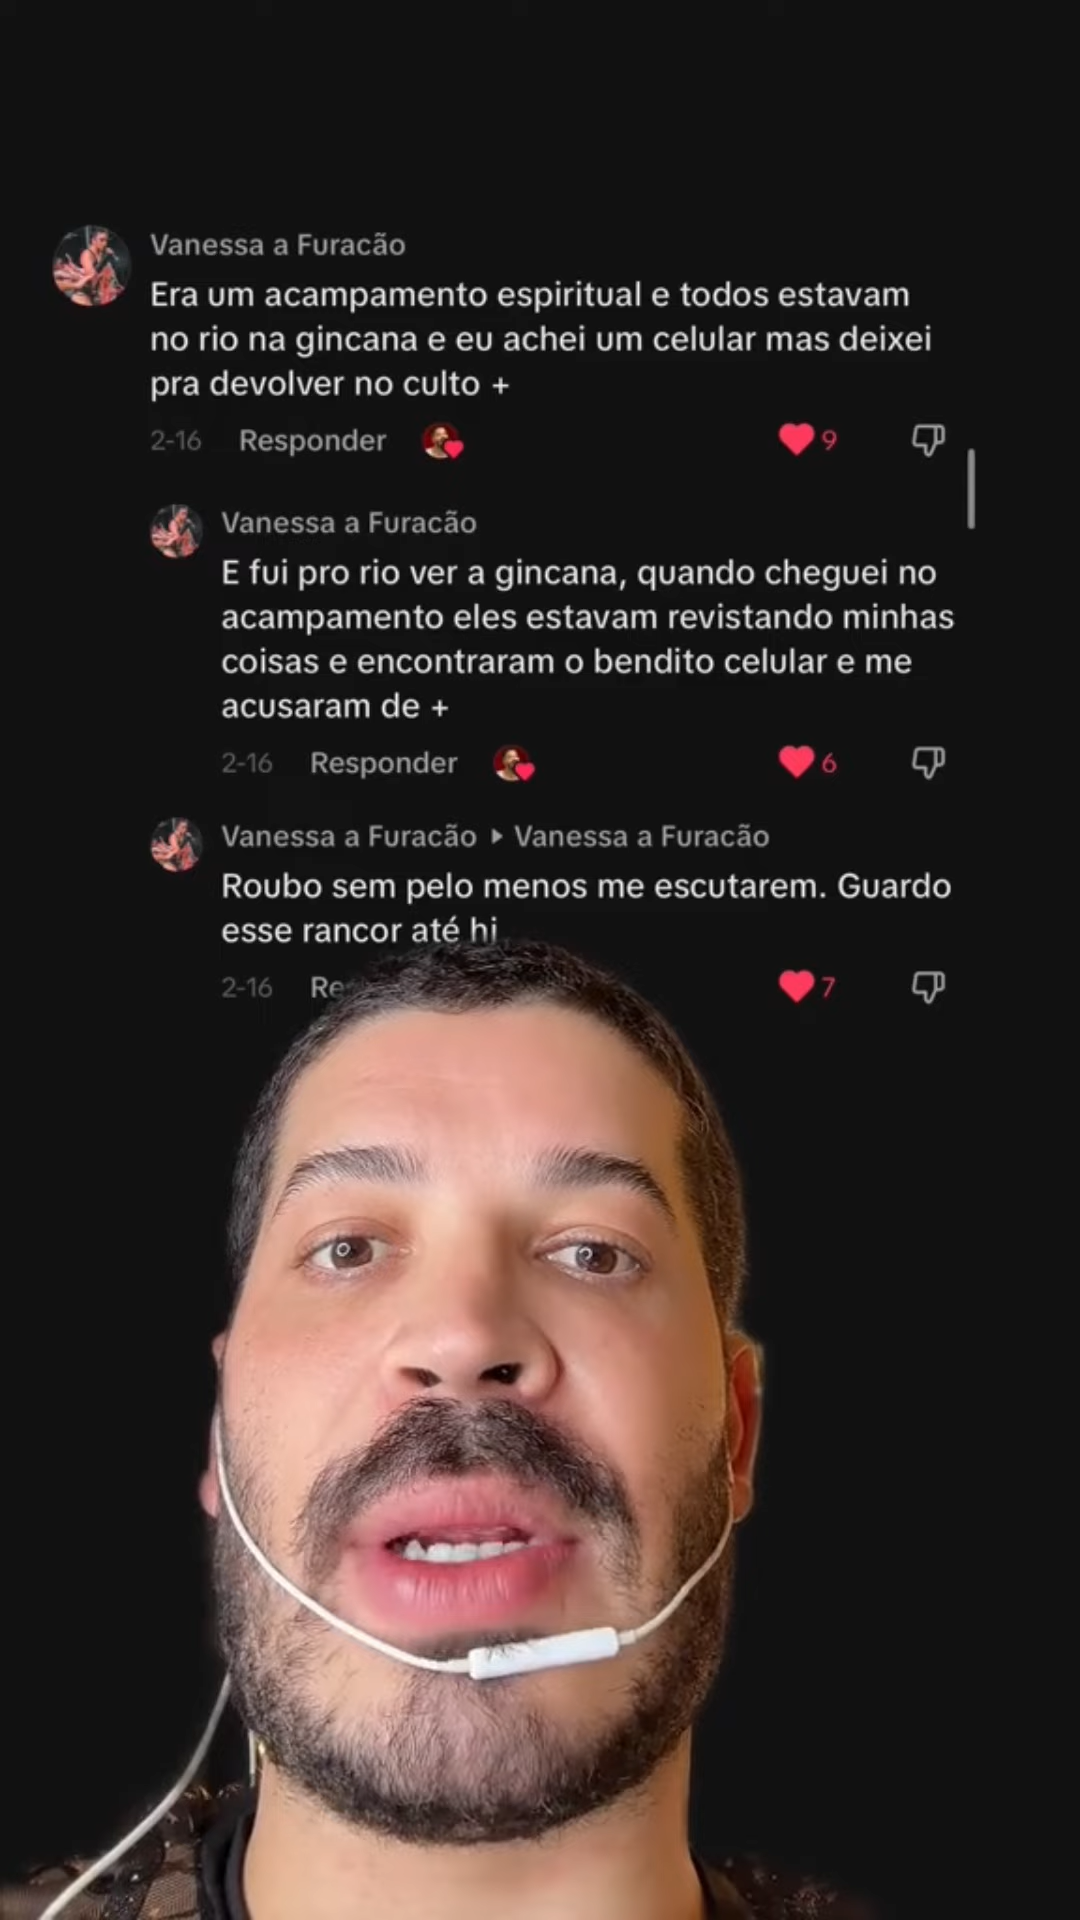 Vanessa a Furacão
Era um acampamento espiritual e todos estavam
no rio na gincana e eu achei um celular mas deixei
pra devolver no culto +
2-16 Responder 9
Vanessa a Furacão
E fui pro rio ver a gincana, quando cheguei no
acampamento eles estavam revistando minhas
coisas e encontraram o bendito celular e me
acusaram de +
2-16 Responder 6
Vanessa a Furacão Vanessa a Furacão
Roubo sem pelo menos me escutarem. Guardo
esse rancor até hj
2-16 Re 7